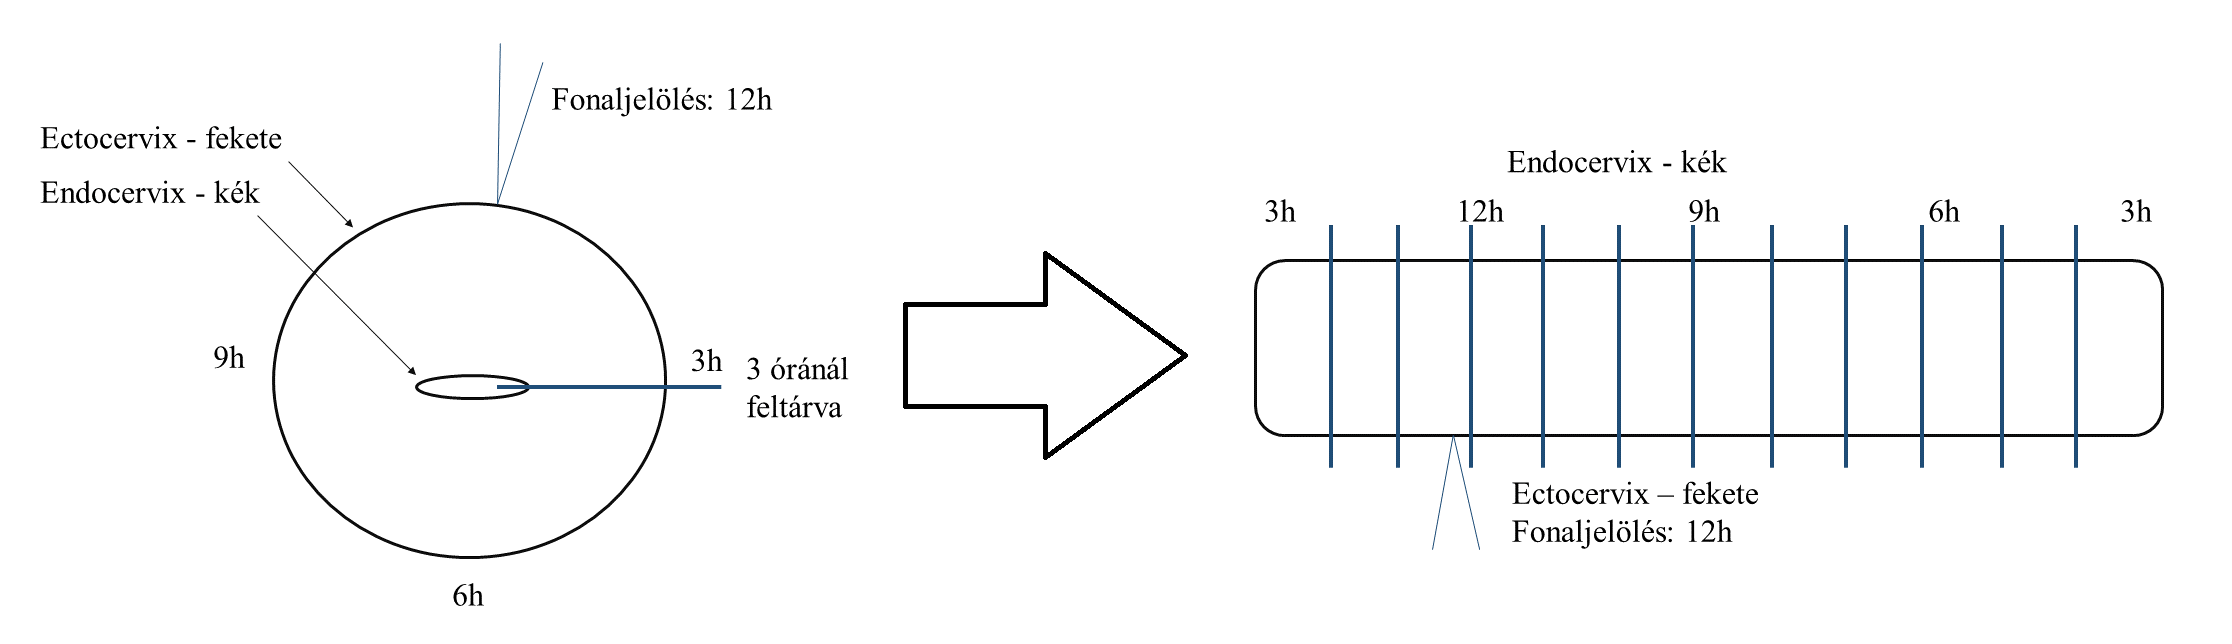 Fonaljelölés: 12h
Ectocervix - fekete
Endocervix - kék
9h
3h
3 óránál
feltárva
6h
Endocervix - kék
3h 12h 9h 6h 3h
Ectocervix – fekete
Fonaljelölés: 12h